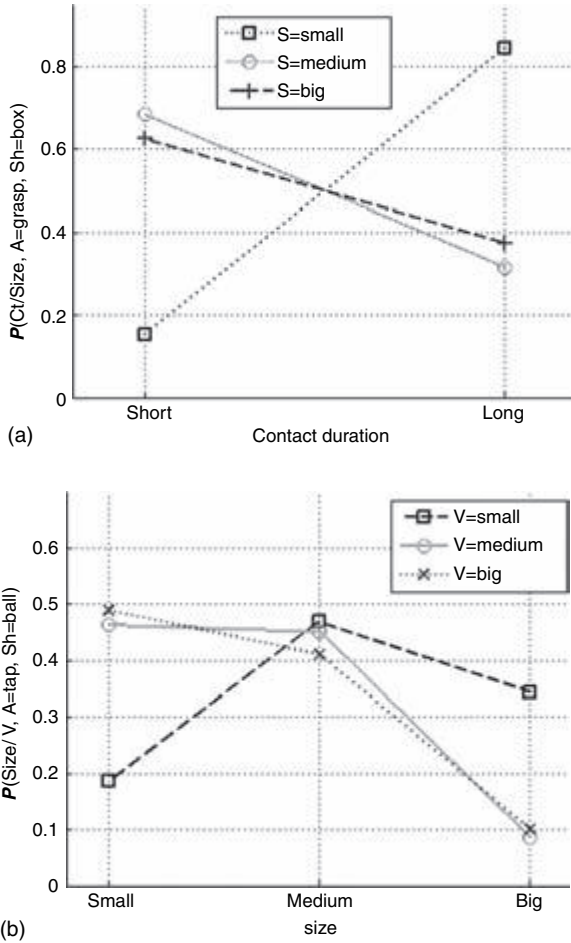 S=small
S=medium
S=big
0.8
0.6
0.4
0.2
0
P(Ct/Size, A=grasp, Sh=box)
Short Long
(a) Contact duration
V=small
V=medium
V=big
0.6
0.5
0.4
0.3
0.2
0.1
0
P(Size/ V, A=tap, Sh=ball)
Small Medium Big
(b) size